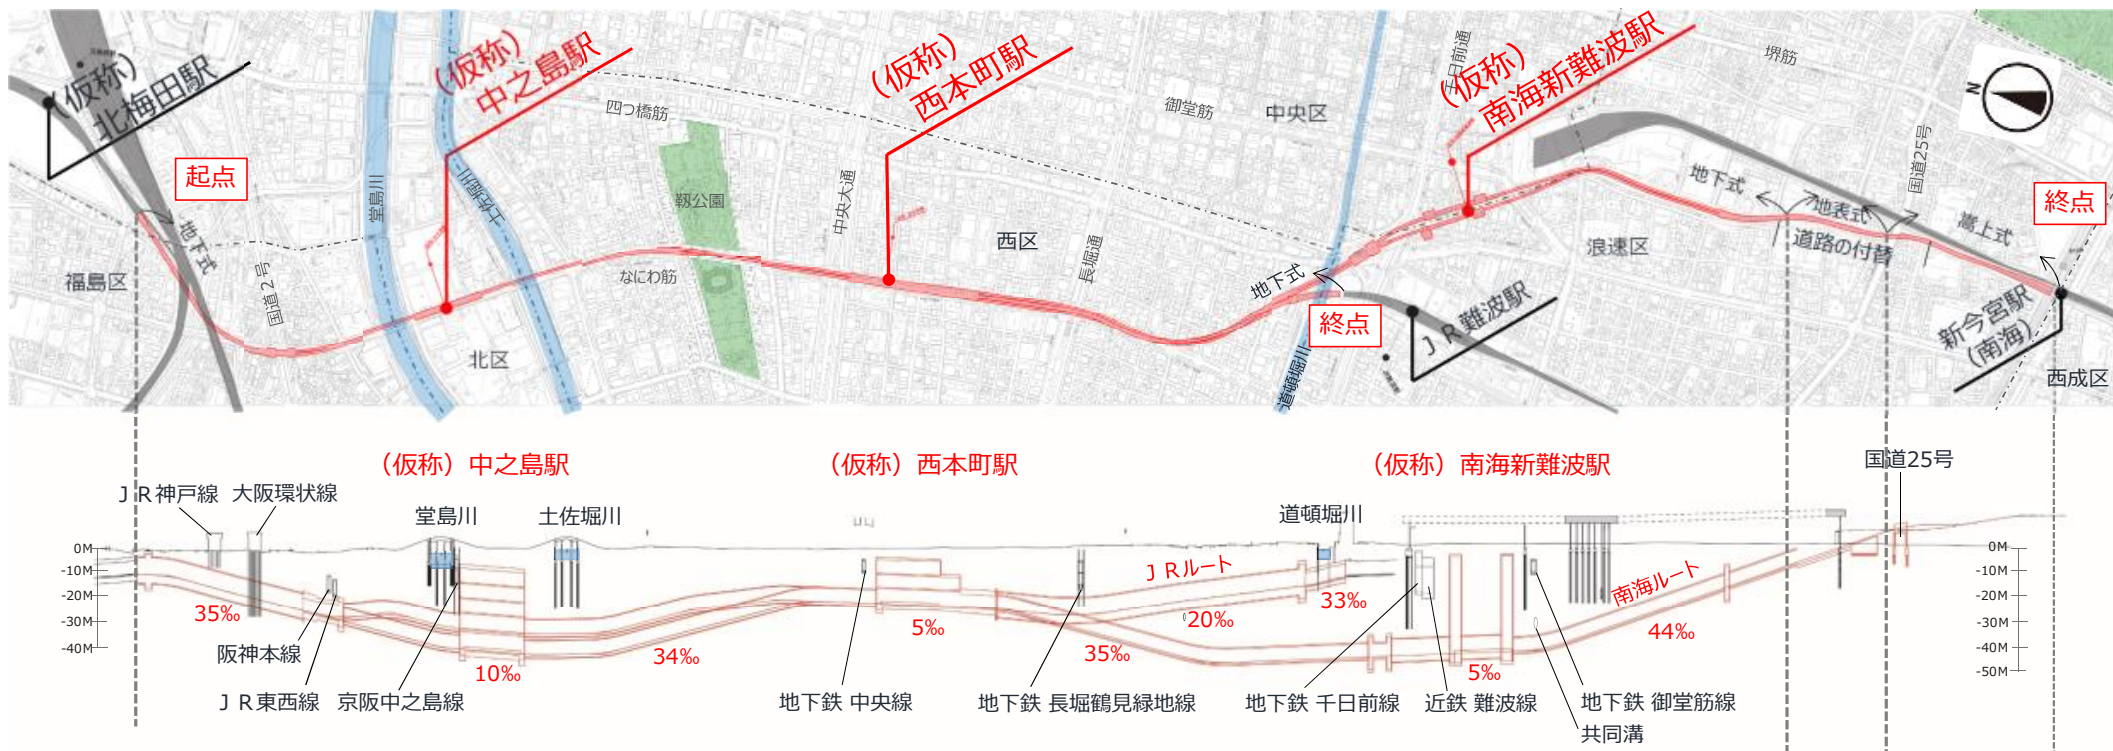 （仮称）
北梅田駅
起点
地下式
福島区
国道２号
堂島川
（仮称）
中之島駅
土佐堀川
北区
四つ橋筋
なにわ筋
靱公園
中央大通
（仮称）
西本町駅
御堂筋
西区
長堀通
中央区
地下式
終点
道頓堀川
ＪＲ難波駅
千日前通
（仮称）
南海新難波駅
堺筋
浪速区
地下式
地表式
嵩上式
道路の付替
国道25号
N
終点
新今宮駅
（南海）
西成区
（仮称）中之島駅
（仮称）西本町駅
（仮称）南海新難波駅
国道25号
ＪＲ神戸線
大阪環状線
堂島川
土佐堀川
道頓堀川
0M
-10M
-20M
-30M
-40M
35‰
10‰
34‰
5‰
ＪＲルート
20‰
35‰
33‰
5‰
南海ルート
44‰
0M
-10M
-20M
-30M
-40M
-50M
阪神本線
ＪＲ東西線
京阪中之島線
地下鉄 中央線
地下鉄 長堀鶴見緑地線
地下鉄 千日前線
近鉄 難波線
地下鉄 御堂筋線
共同溝